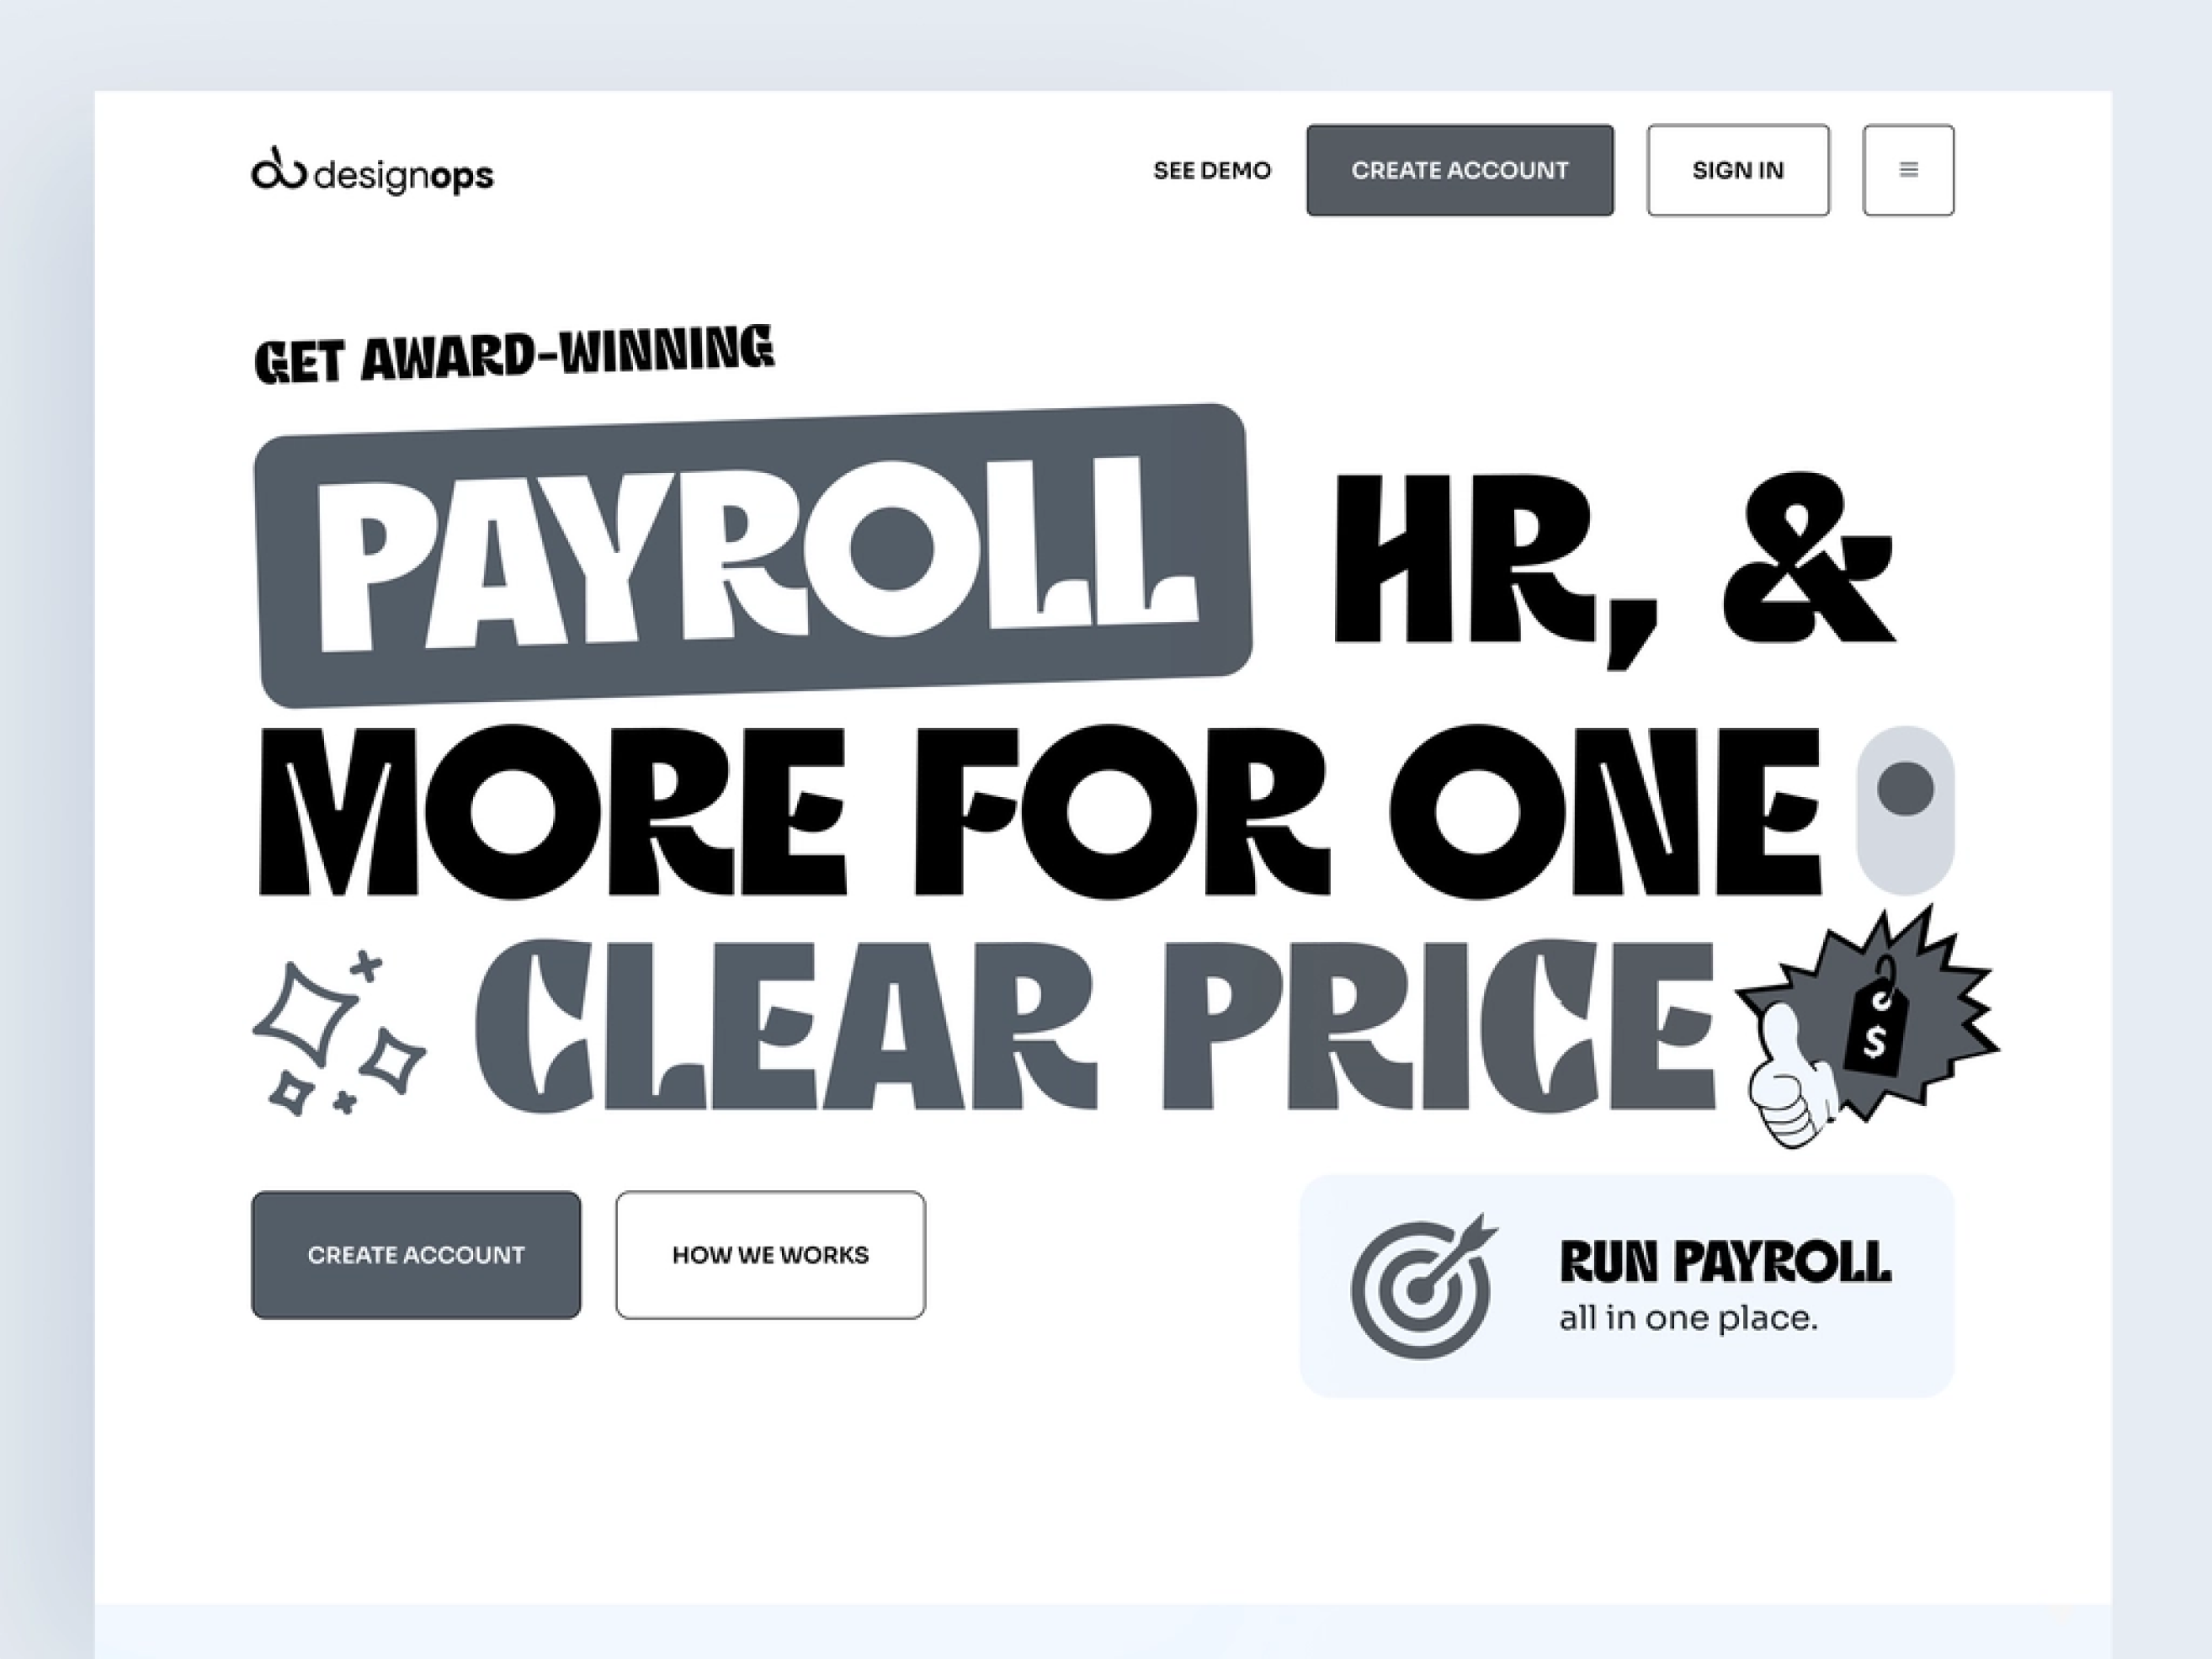 designops
SEE DEMO
CREATE ACCOUNT
SIGN IN
GET AWARD-WINNING
PAYROLL HR, &
MORE FOR ONE
CLEAR PRICE
$
CREATE ACCOUNT
HOW WE WORKS
RUN PAYROLL
all in one place.